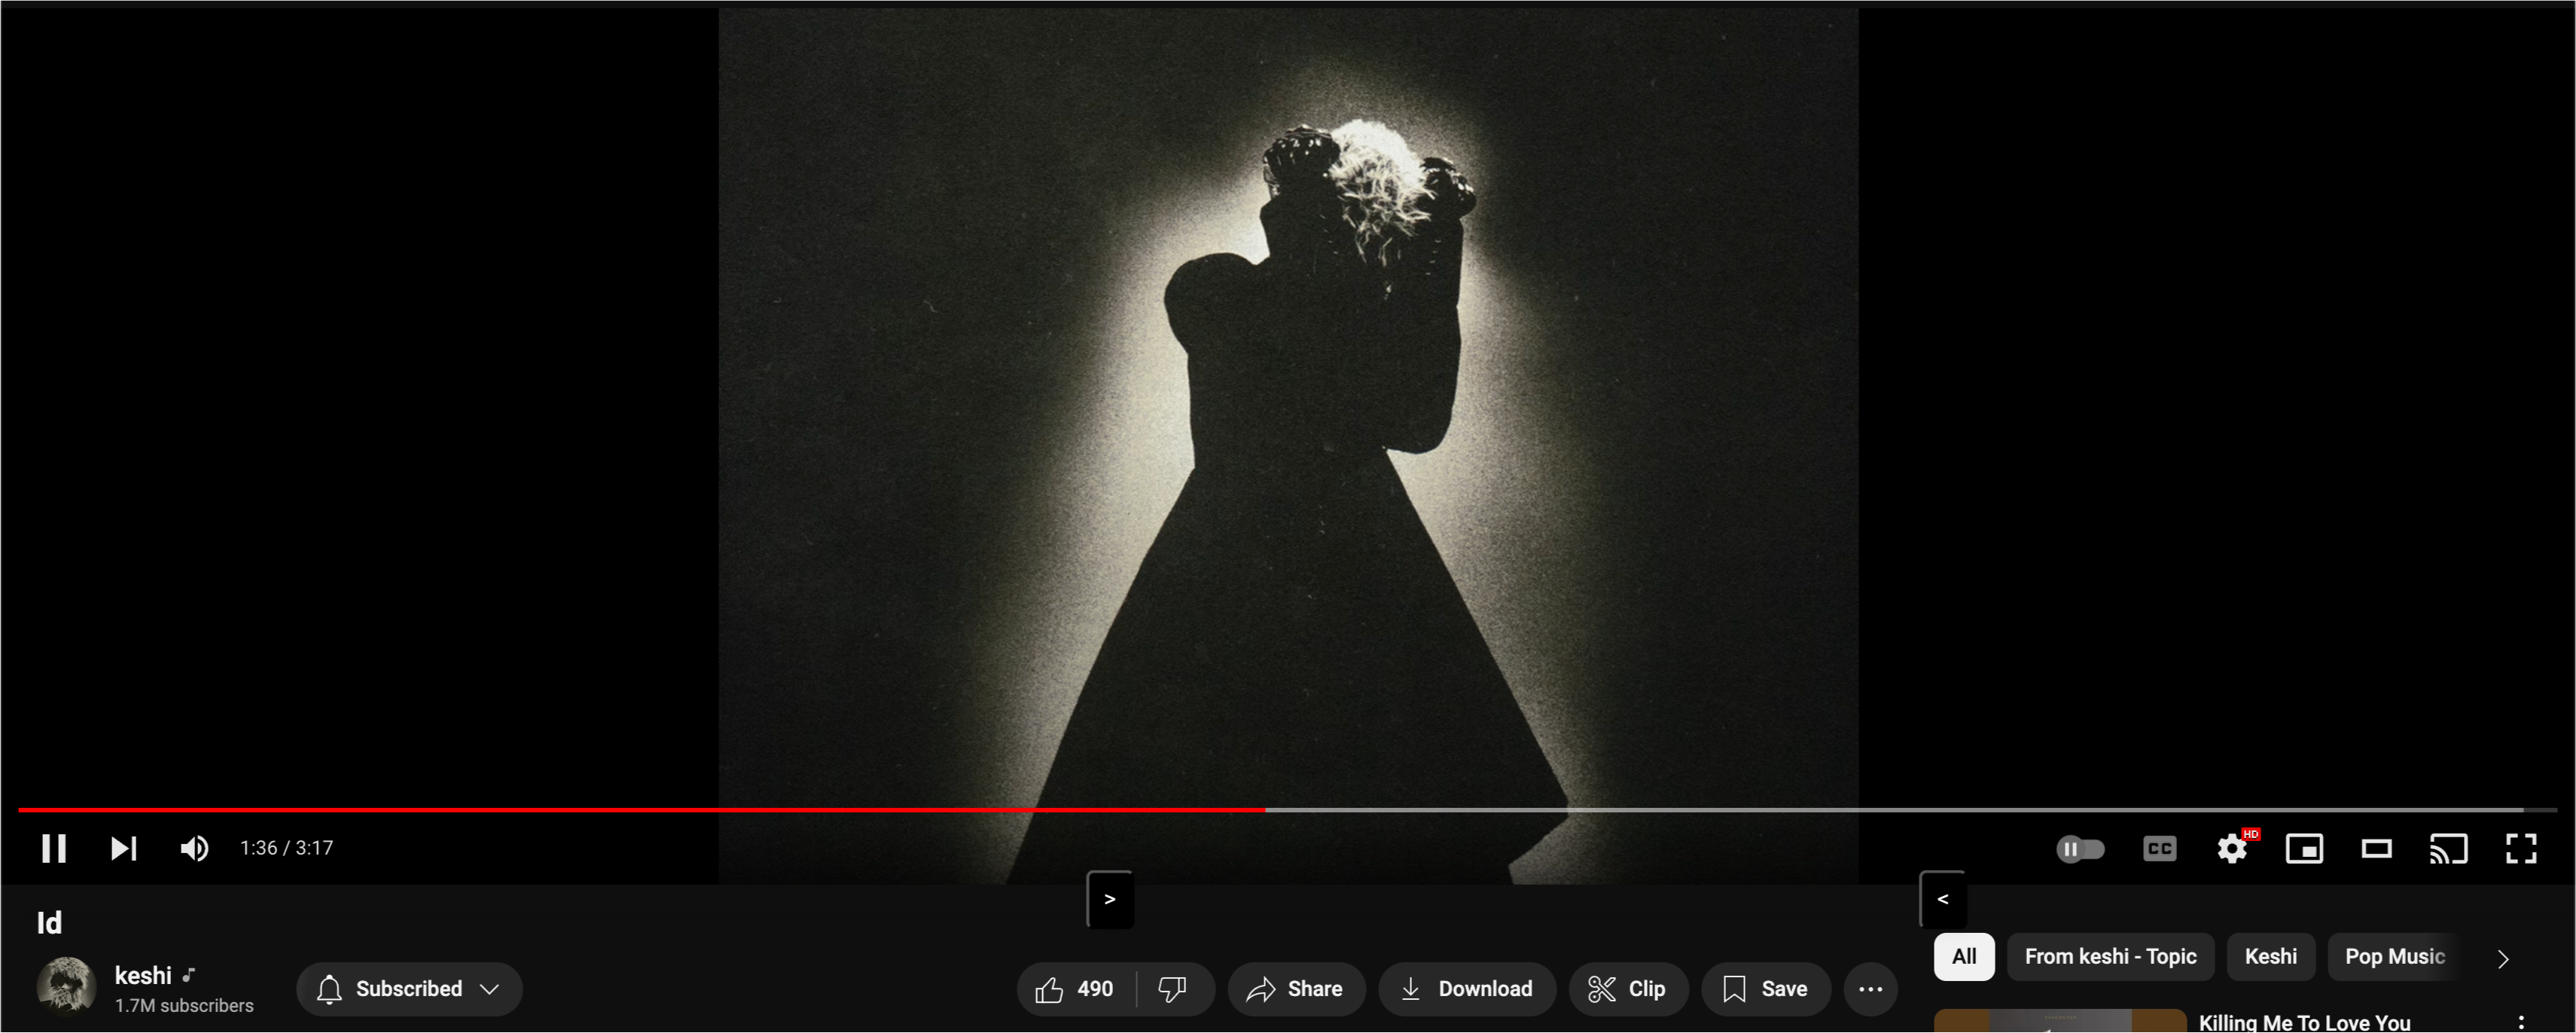 1:36 / 3:17
CC
HD
>
<
Id
keshi
1.7M subscribers
Subscribed
490
Share
Download
Clip
Save
All
From keshi - Topic
Keshi
Pop Music
Killing Me To Love You